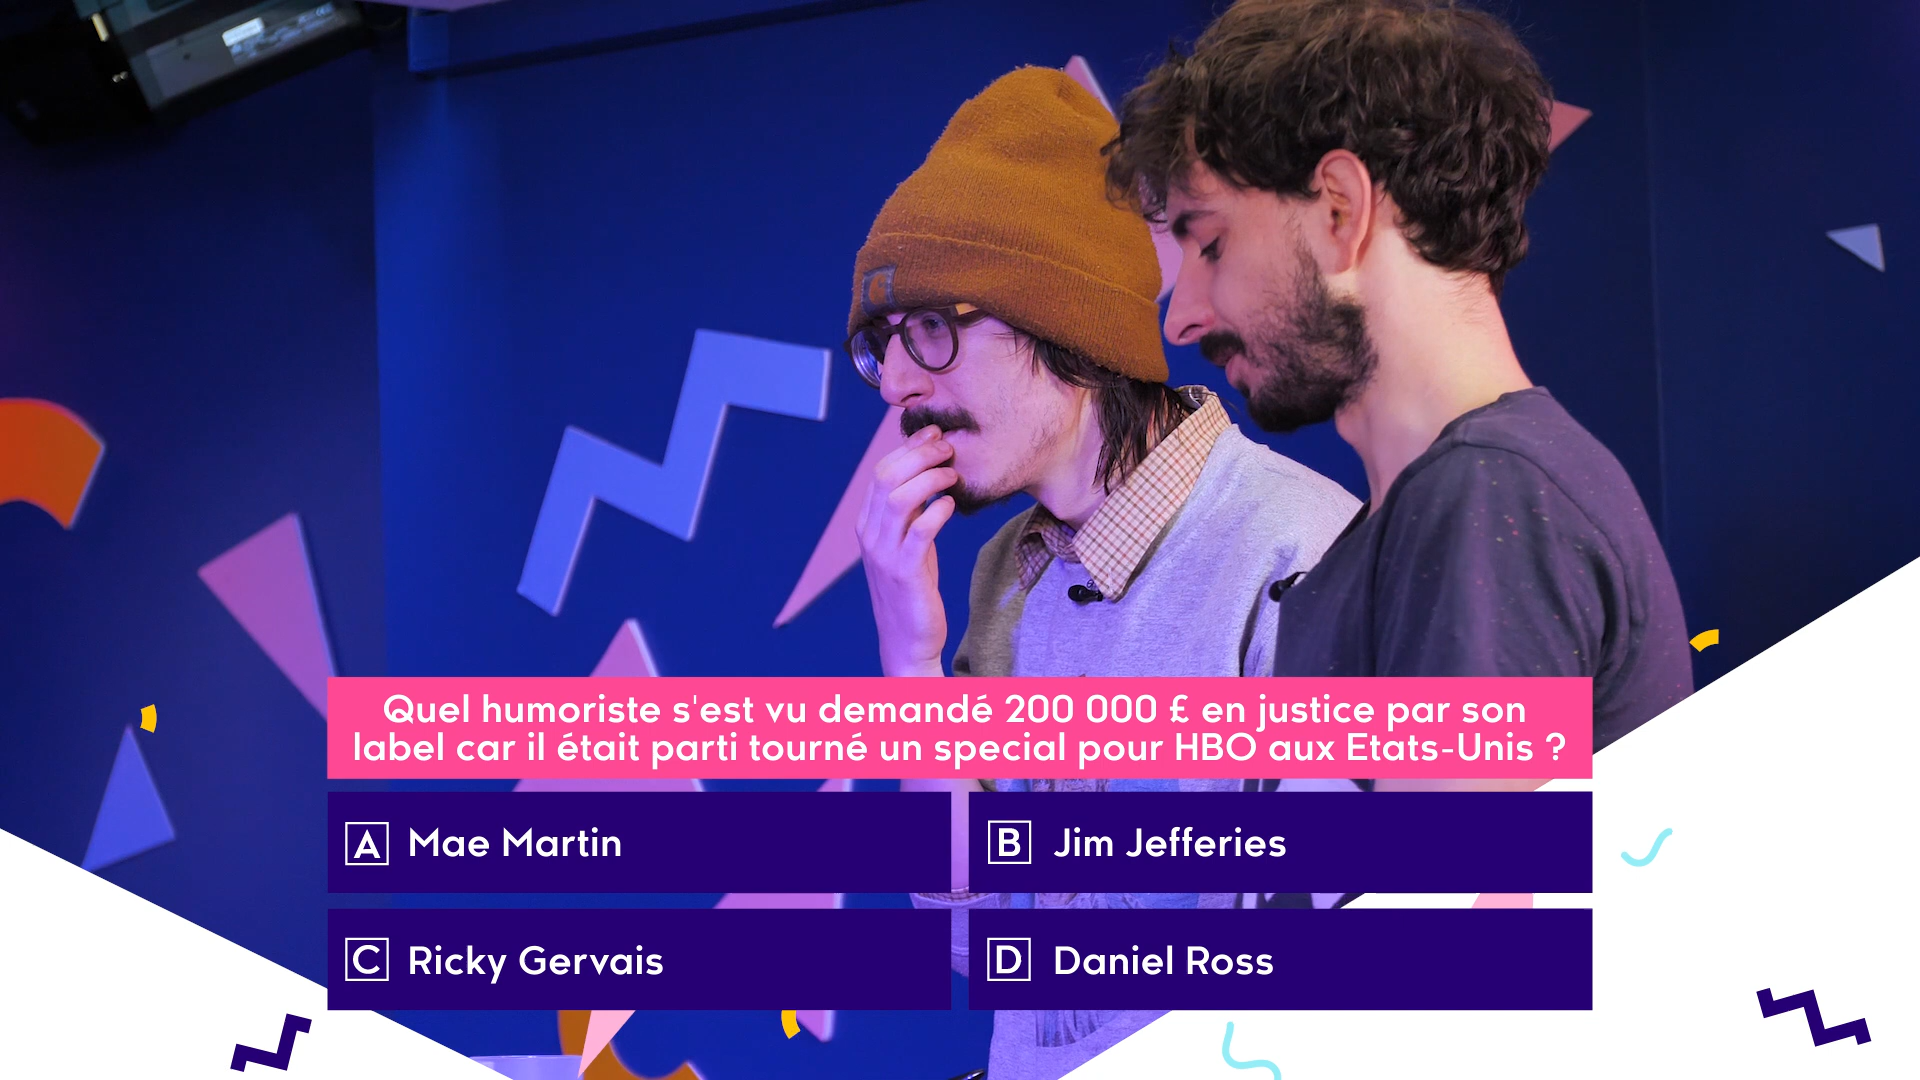 Quel humoriste s'est vu demandé 200 000 £ en justice par son
label car il était parti tourné un special pour HBO aux Etats-Unis ?
A Mae Martin
B Jim Jefferies
C Ricky Gervais
D Daniel Ross